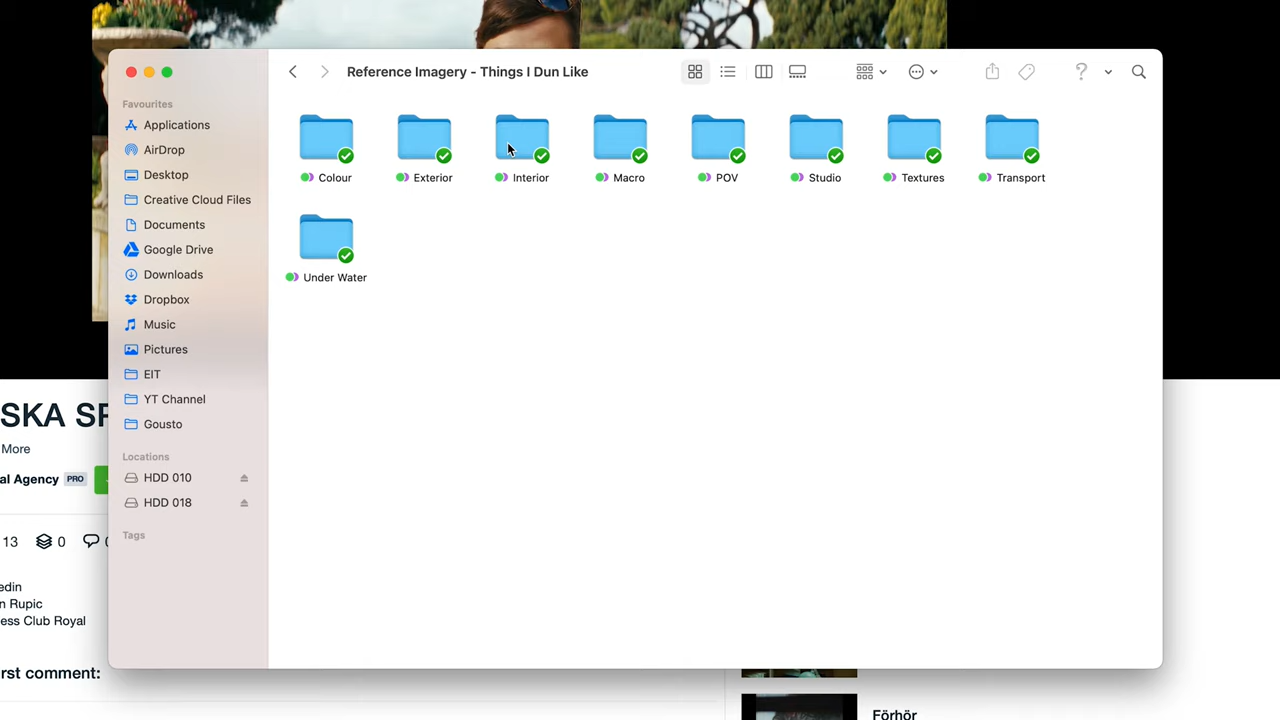 Reference Imagery - Things I Dun Like
Favourites
Applications
AirDrop
Desktop
Creative Cloud Files
Documents
Google Drive
Downloads
Dropbox
Music
Pictures
EIT
YT Channel
Gousto
Locations
HDD 010
HDD 018
Tags
Colour
Exterior
Interior
Macro
POV
Studio
Textures
Transport
Under Water
SKA SP
More
al Agency PRO
13 0
edin
n Rupic
ess Club Royal
rst comment:
Förhör